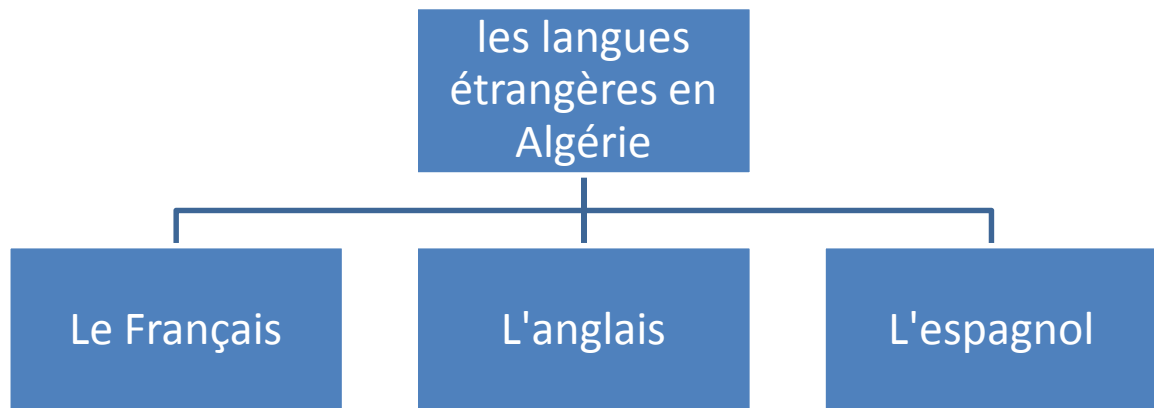 les langues
étrangères en
Algérie
Le Français
L'anglais
L'espagnol